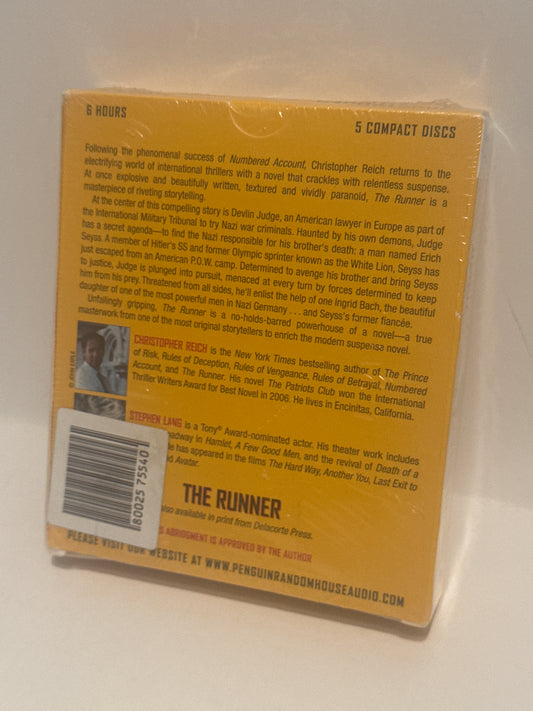 6 HOURS
5 COMPACT DISCS
Following the phenomenal success of Numbered Account, Christopher Reich returns to the
electrifying world of international thrillers with a novel that crackles with relentless suspense.
At once explosive and beautifully written, textured and vividly paranoid, The Runner is a
masterpiece of riveting storytelling.
At the center of this compelling story is Devlin Judge, an American lawyer in Europe as part of
the International Military Tribunal to try Nazi war criminals. Haunted by his own demons, Judge
has a secret agenda—to find the Nazi responsible for his brother's death: a man named Erich
Seyss. A member of Hitler's SS and former Olympic sprinter known as the White Lion, Seyss has
just escaped from an American P.O.W. camp. Determined to avenge his brother and bring Seyss
to justice, Judge is plunged into pursuit, menaced at every turn by forces determined to keep
him from his prey. Threatened from all sides, he'll enlist the help of one Ingrid Bach, the beautiful
daughter of one of the most powerful men in Nazi Germany . . . and Seyss's former fiancée.
Unfailingly gripping, The Runner is a no-holds-barred powerhouse of a novel—a true
masterwork from one of the most original storytellers to enrich the modern suspense novel.
CHRISTOPHER REICH is the New York Times bestselling author of The Prince
of Risk, Rules of Deception, Rules of Vengeance, Rules of Betrayal, Numbered
Account, and The Runner. His novel The Patriots Club won the International
Thriller Writers Award for Best Novel in 2006. He lives in Encinitas, California.
STEPHEN LANG is a Tony® Award-nominated actor. His theater work includes
Hamlet, A Few Good Men, and the revival of Death of a
has appeared in the films The Hard Way, Another You, Last Exit to
Avatar.
80025 75540
THE RUNNER
also available in print from Delacorte Press.
ABRIDGMENT IS APPROVED BY THE AUTHOR
PLEASE VISIT OUR WEBSITE AT WWW.PENGUINRANDOMHOUSEAUDIO.COM